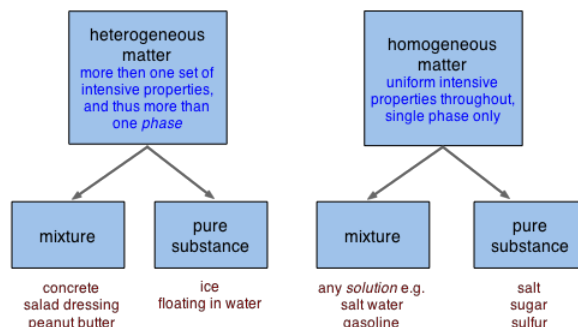 heterogeneous
matter
more then one set of
intensive properties,
and thus more than
one phase
homogeneous
matter
uniform intensive
properties throughout,
single phase only
mixture
pure
substance
mixture
pure
substance
concrete
salad dressing
peanut butter
ice
floating in water
any solution e.g.
salt water
gasoline
salt
sugar
sulfur